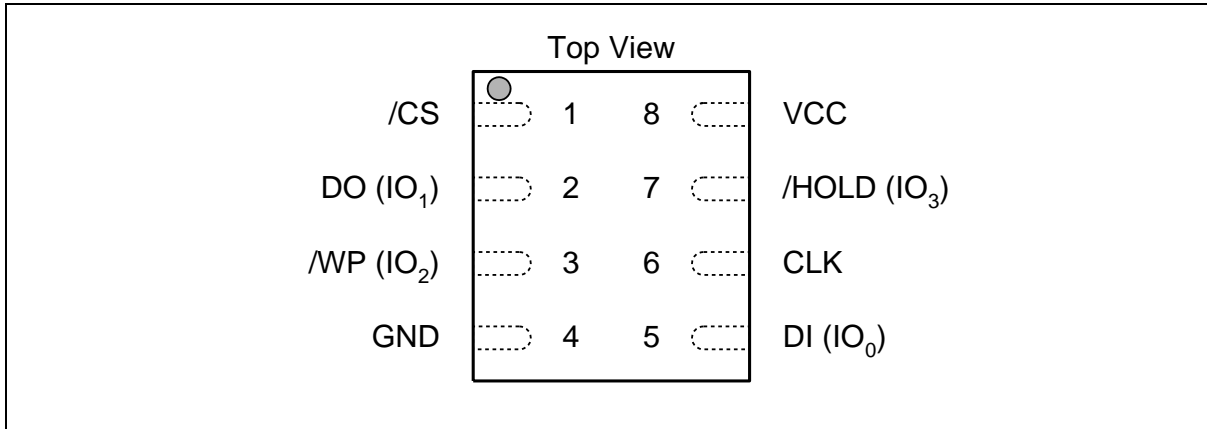 Top View
/CS 1 8 VCC
DO (IO₁) 2 7 /HOLD (IO₃)
/WP (IO₂) 3 6 CLK
GND 4 5 DI (IO₀)